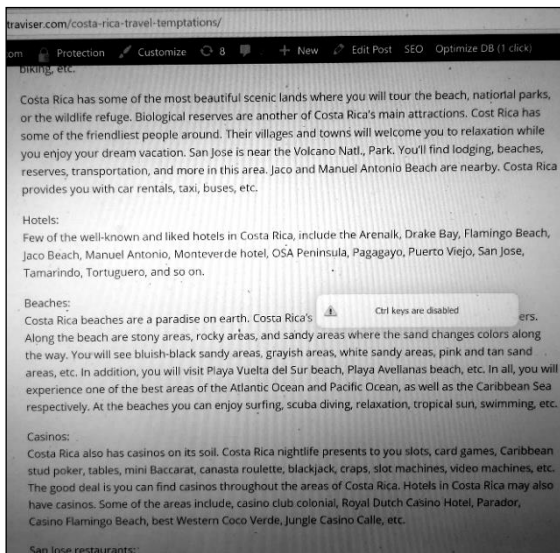 traviser.com/costa-rica-travel-temptations/
om Protection Customize 8 + New Edit Post SEO Optimize DB (1 click)
biking, etc.
Costa Rica has some of the most beautiful scenic lands where you will tour the beach, national parks,
or the wildlife refuge. Biological reserves are another of Costa Rica's main attractions. Cost Rica has
some of the friendliest people around. Their villages and towns will welcome you to relaxation while
you enjoy your dream vacation. San Jose is near the Volcano Natl., Park. You'll find lodging, beaches,
reserves, transportation, and more in this area. Jaco and Manuel Antonio Beach are nearby. Costa Rica
provides you with car rentals, taxi, buses, etc.
Hotels:
Few of the well-known and liked hotels in Costa Rica, include the Arenalk, Drake Bay, Flamingo Beach,
Jaco Beach, Manuel Antonio, Monteverde hotel, OSA Peninsula, Pagagayo, Puerto Viejo, San Jose,
Tamarindo, Tortuguero, and so on.
Beaches:
Costa Rica beaches are a paradise on earth. Costa Rica's ers.
Ctrl keys are disabled
Along the beach are stony areas, rocky areas, and sandy areas where the sand changes colors along
the way. You will see bluish-black sandy areas, grayish areas, white sandy areas, pink and tan sand
areas, etc. In addition, you will visit Playa Vuelta del Sur beach, Playa Avellanas beach, etc. In all, you will
experience one of the best areas of the Atlantic Ocean and Pacific Ocean, as well as the Caribbean Sea
respectively. At the beaches you can enjoy surfing, scuba diving, relaxation, tropical sun, swimming, etc.
Casinos:
Costa Rica also has casinos on its soil. Costa Rica nightlife presents to you slots, card games, Caribbean
stud poker, tables, mini Baccarat, canasta roulette, blackjack, craps, slot machines, video machines, etc.
The good deal is you can find casinos throughout the areas of Costa Rica. Hotels in Costa Rica may also
have casinos. Some of the areas include, casino club colonial, Royal Dutch Casino Hotel, Parador,
Casino Flamingo Beach, best Western Coco Verde, Jungle Casino Calle, etc.
San Jose restaurants: